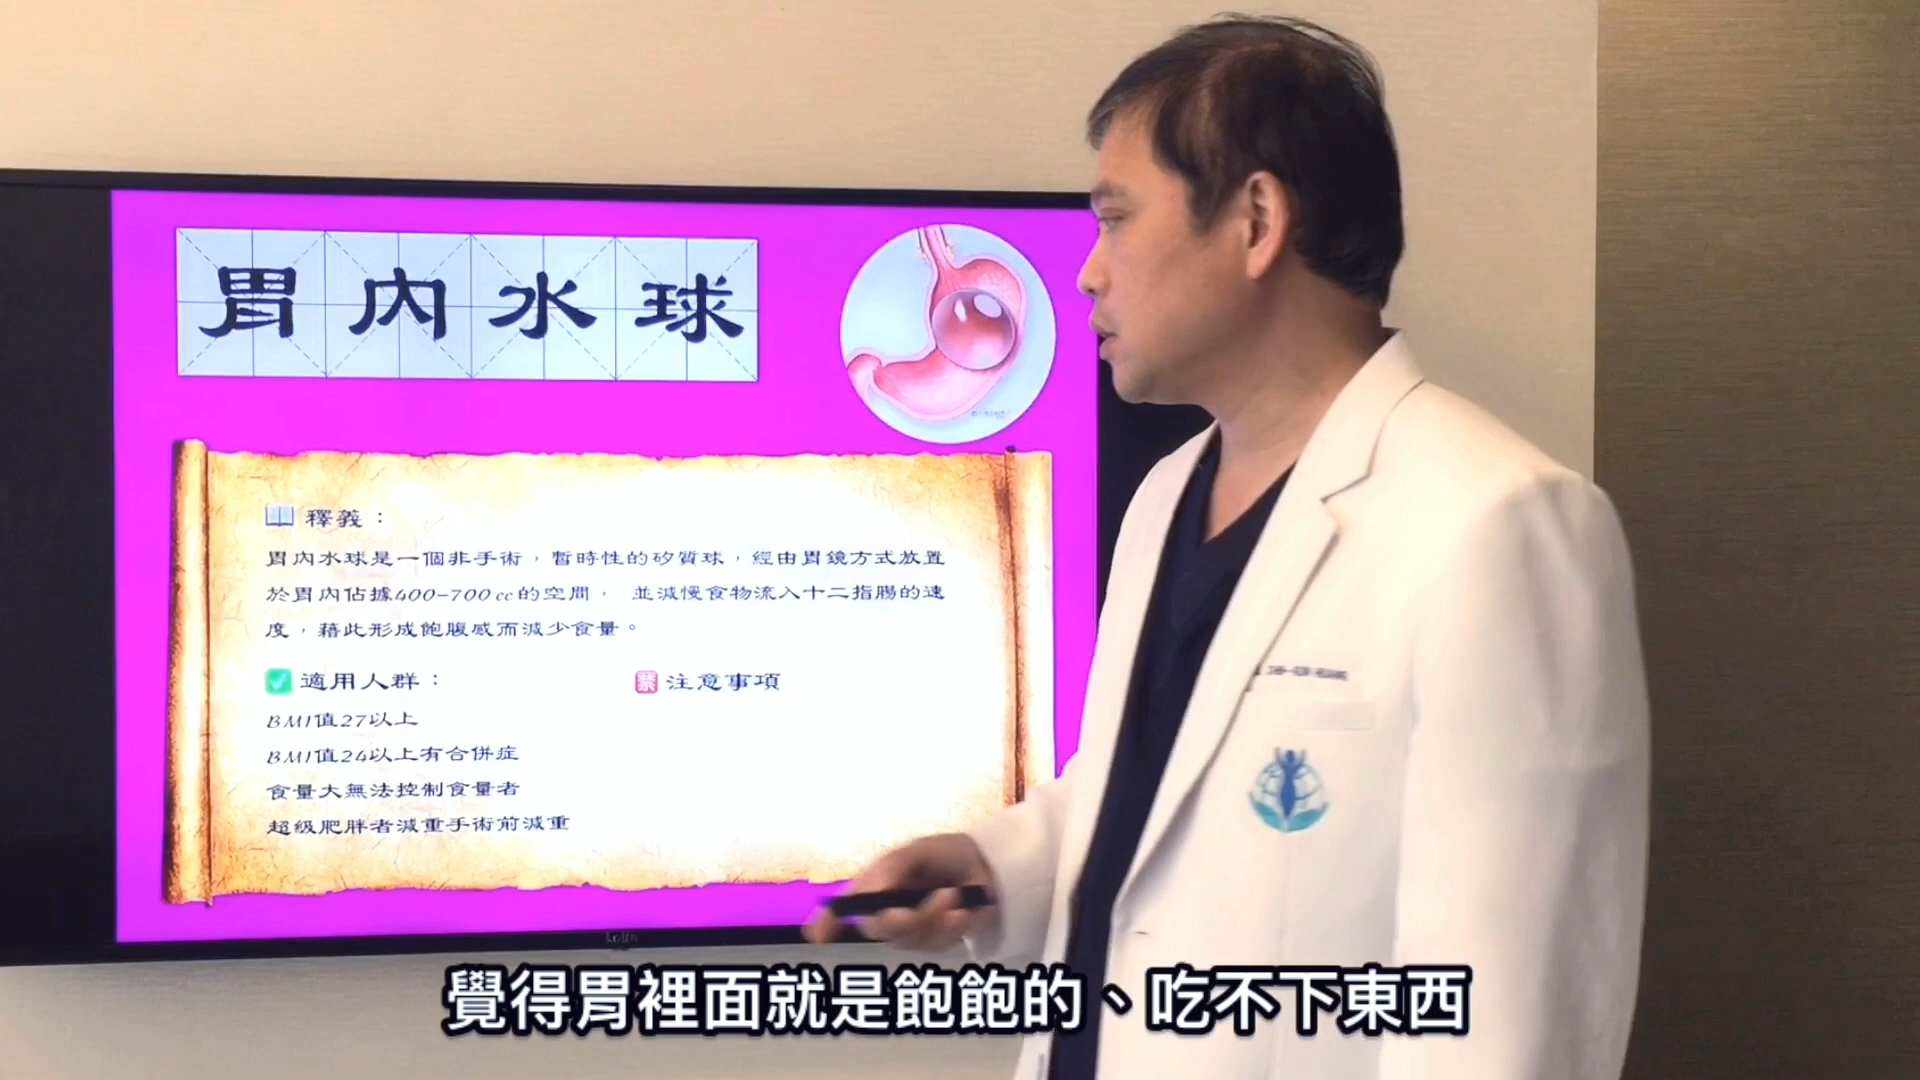 胃內水球
釋義：
胃內水球是一個非手術，暫時性的矽質球，經由胃鏡方式放置
於胃內佔據400-700 cc的空間， 並減慢食物流入十二指腸的速
度，藉此形成飽腹感而減少食量。
適用人群：
BMI值27以上
BMI值24以上有合併症
食量大無法控制食量者
超級肥胖者減重手術前減重
禁 注意事項
覺得胃裡面就是飽飽的、吃不下東西